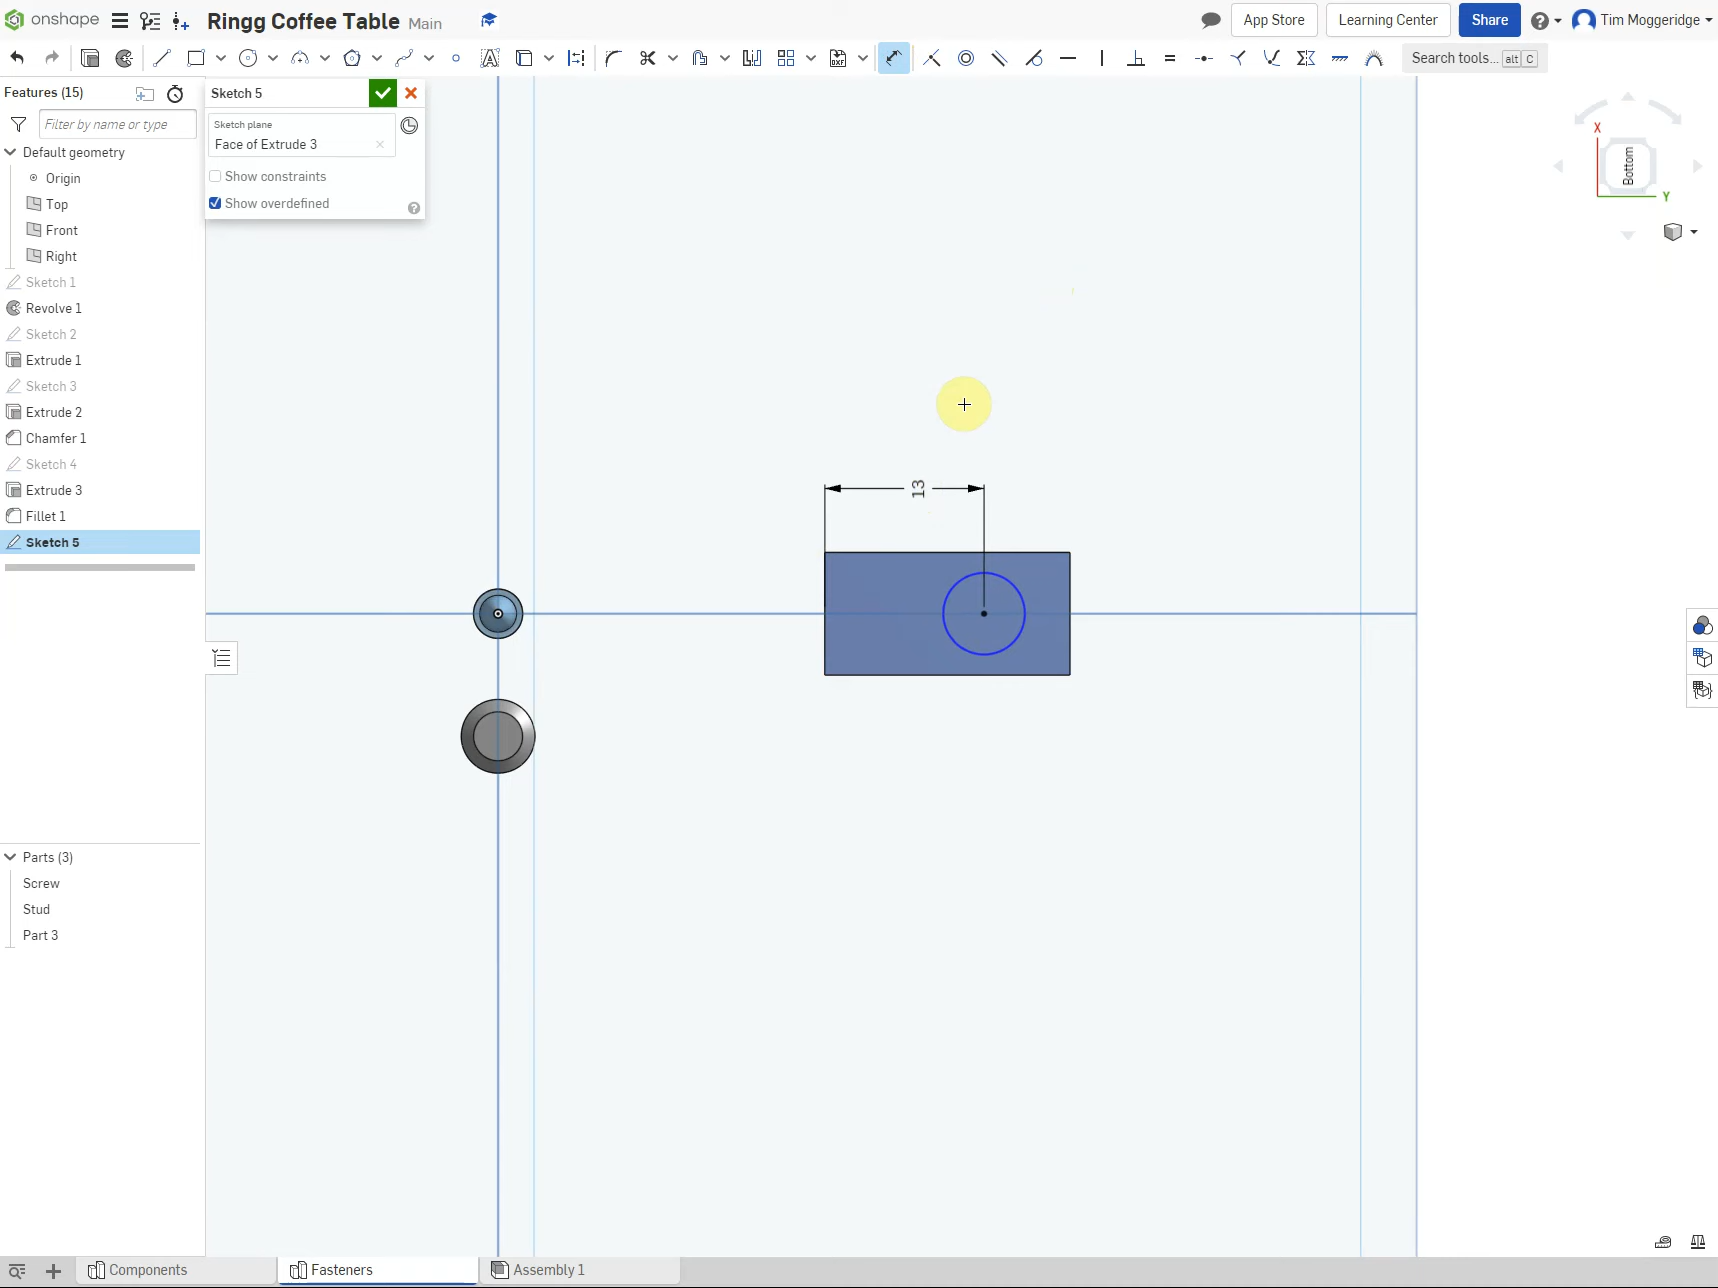 onshape
Ringg Coffee Table Main
App Store
Learning Center
Share
Tim Moggeridge
Search tools... alt C
Features (15)
Filter by name or type
Default geometry
Origin
Top
Front
Right
Sketch 1
Revolve 1
Sketch 2
Extrude 1
Sketch 3
Extrude 2
Chamfer 1
Sketch 4
Extrude 3
Fillet 1
Sketch 5
Parts (3)
Screw
Stud
Part 3
Sketch 5
Sketch plane
Face of Extrude 3
Show constraints
Show overdefined
13
X
Bottom
Y
Components
Fasteners
Assembly 1